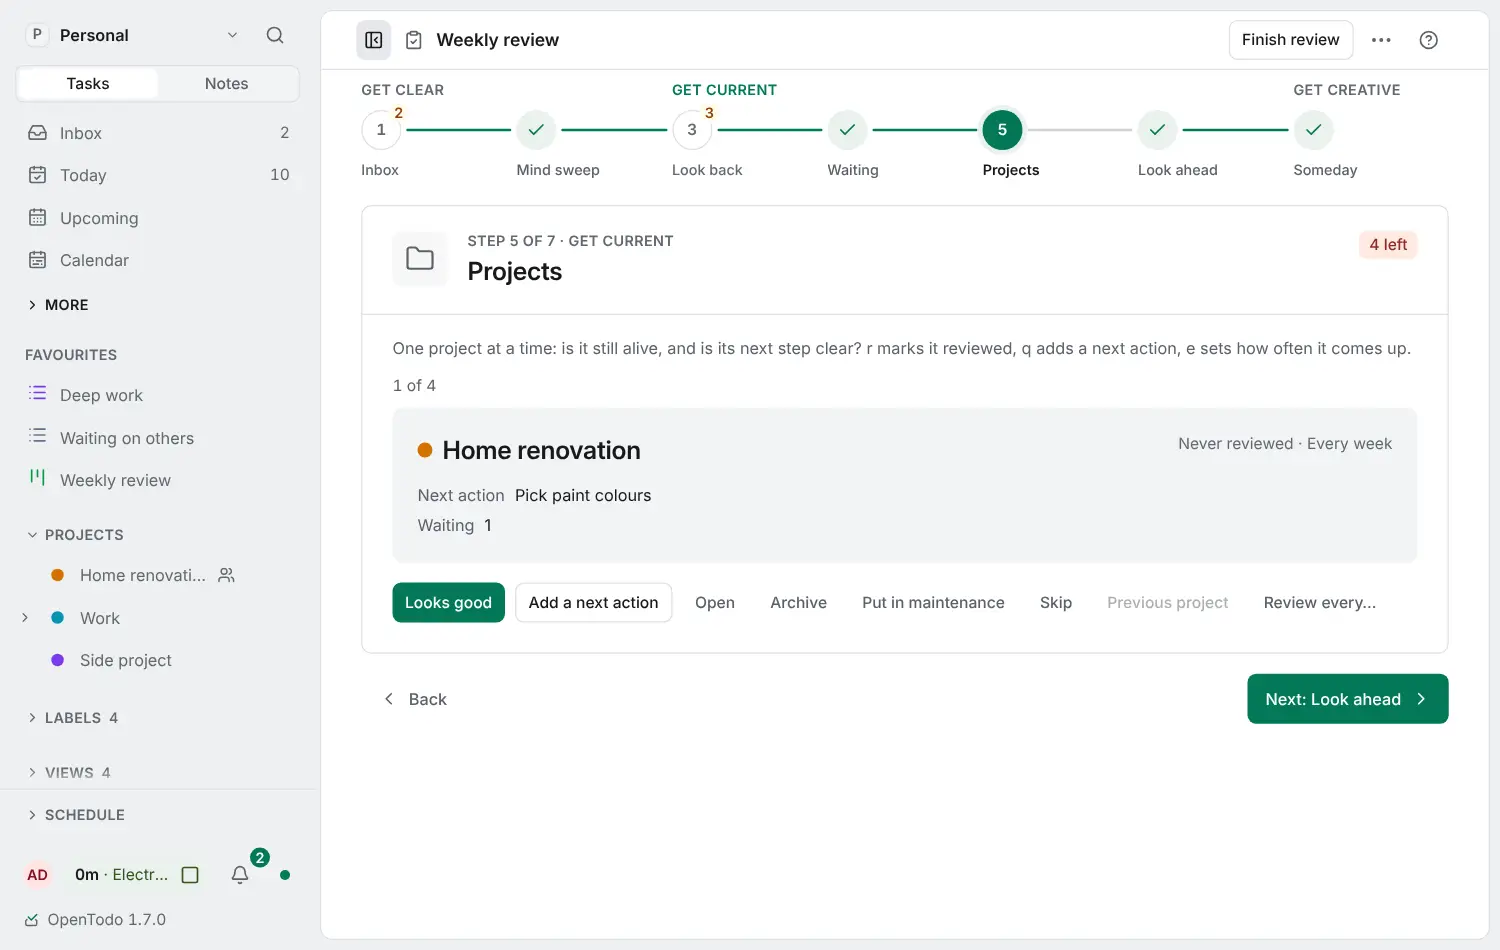 P Personal
Tasks Notes
Inbox 2
Today 10
Upcoming
Calendar
MORE
FAVOURITES
Deep work
Waiting on others
Weekly review
PROJECTS
Home renovati...
Work
Side project
LABELS 4
VIEWS 4
SCHEDULE
AD 0m · Electr... 2
OpenTodo 1.7.0
Weekly review
Finish review
GET CLEAR GET CURRENT GET CREATIVE
1 2 3 3 5
Inbox Mind sweep Look back Waiting Projects Look ahead Someday
STEP 5 OF 7 · GET CURRENT
Projects
4 left
One project at a time: is it still alive, and is its next step clear? r marks it reviewed, q adds a next action, e sets how often it comes up.
1 of 4
Home renovation
Never reviewed · Every week
Next action Pick paint colours
Waiting 1
Looks good Add a next action Open Archive Put in maintenance Skip Previous project Review every...
Back
Next: Look ahead